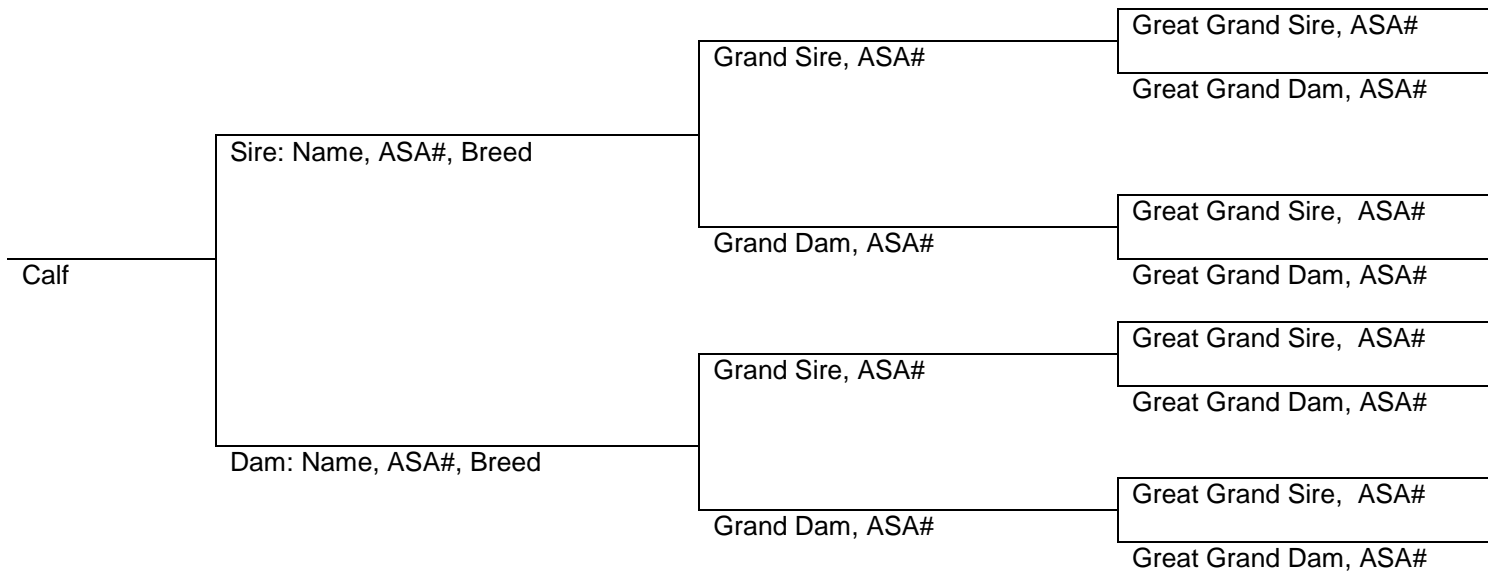 Great Grand Sire, ASA#
Grand Sire, ASA#
Great Grand Dam, ASA#
Sire: Name, ASA#, Breed
Great Grand Sire,  ASA#
Grand Dam, ASA#
Great Grand Dam, ASA#
Calf
Great Grand Sire,  ASA#
Grand Sire, ASA#
Great Grand Dam, ASA#
Dam: Name, ASA#, Breed
Great Grand Sire,  ASA#
Grand Dam, ASA#
Great Grand Dam, ASA#